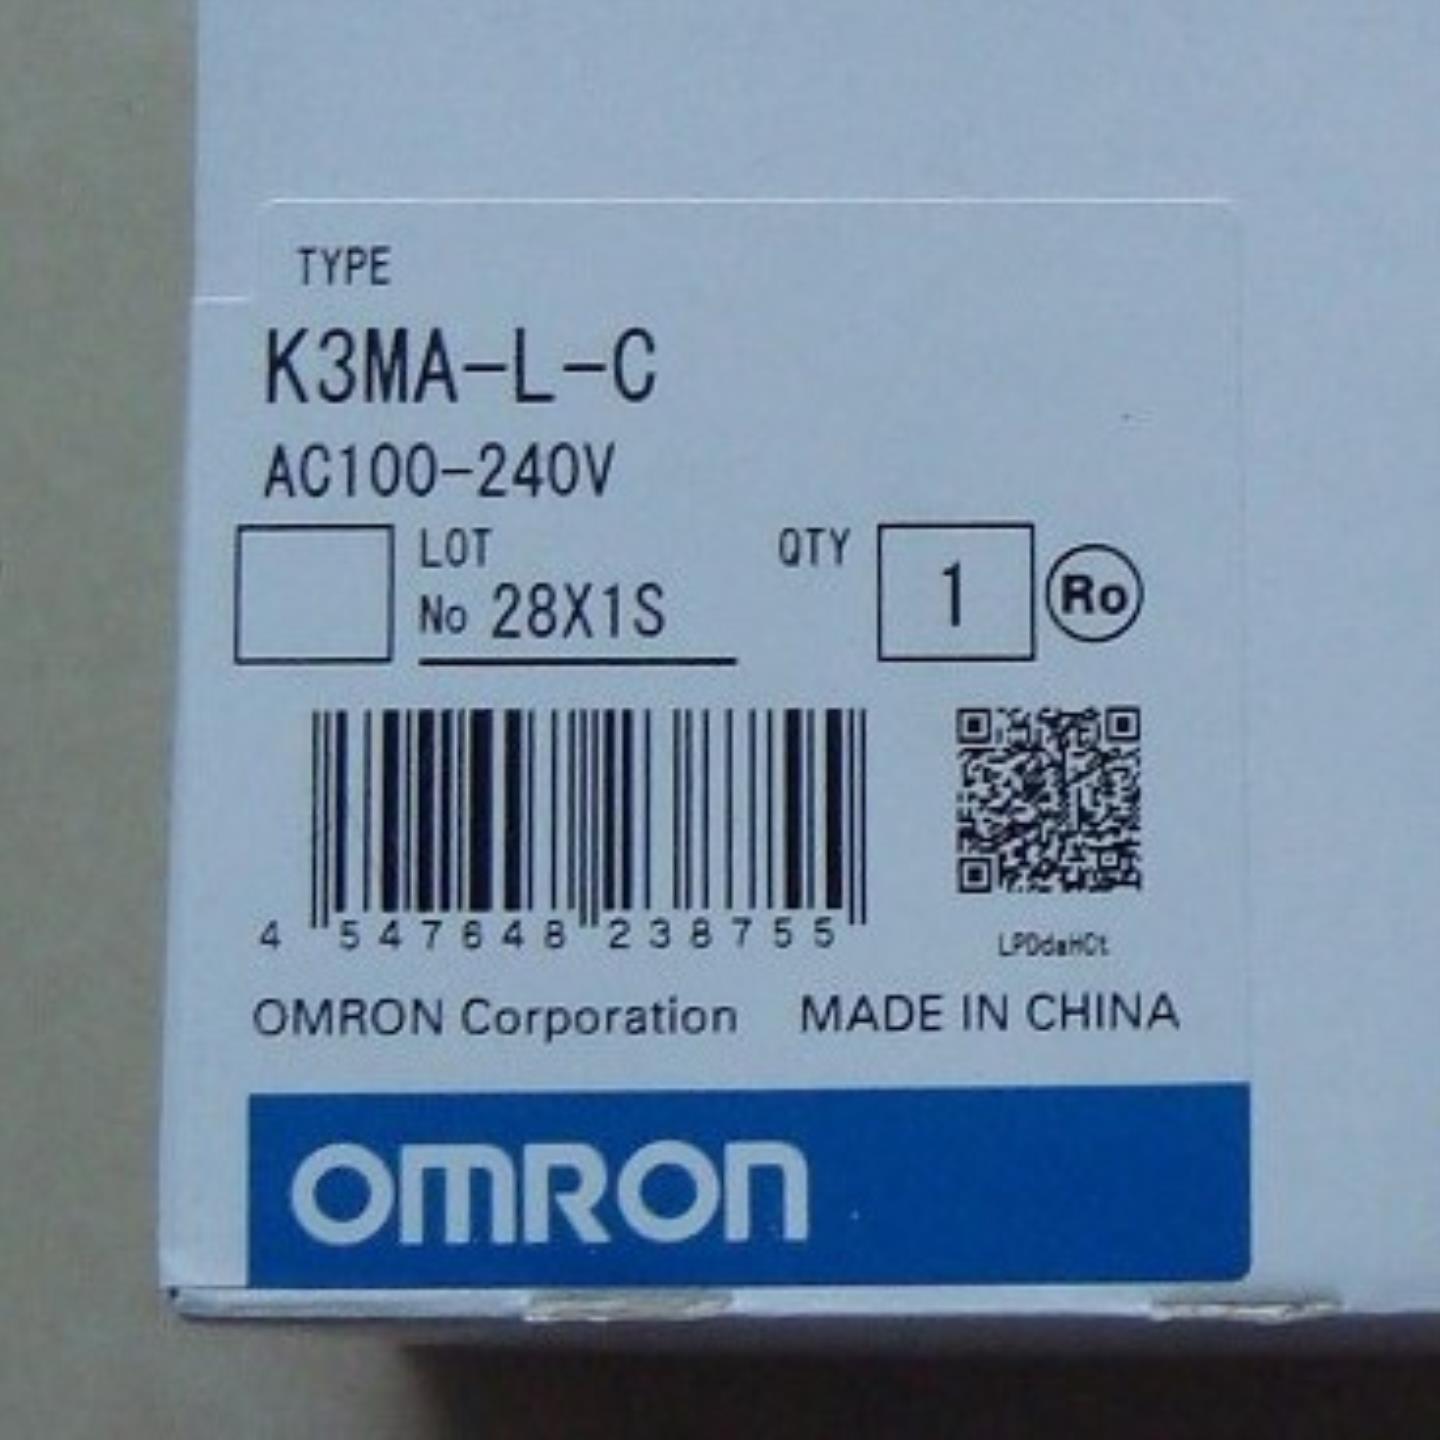 TYPE
K3MA-L-C
AC100-240V
LOT
No 28X1S
QTY
1
Ro
4 547648 238755
LPDdaHCt
OMRON Corporation
MADE IN CHINA
OMRON